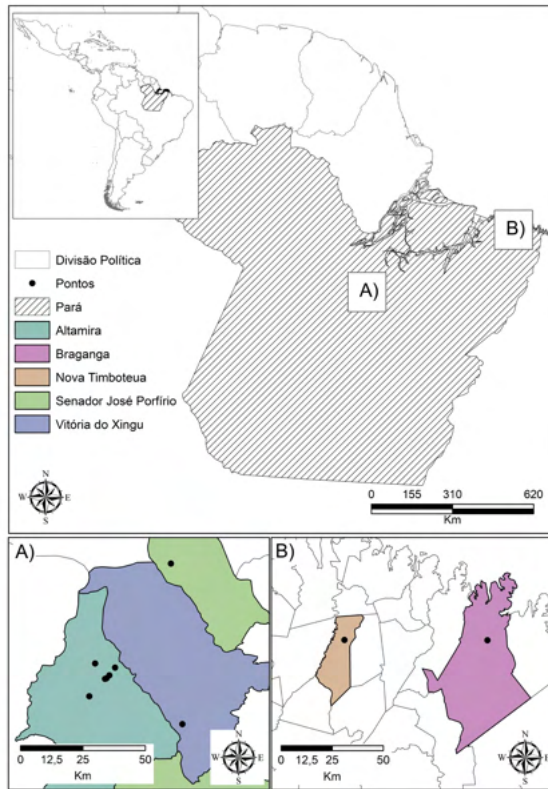 B)
A)
Divisão Política
Pontos
Pará
Altamira
Braganga
Nova Timboteua
Senador José Porfírio
Vitória do Xingu
N
W E
S
0 155 310 620
Km
A)
0 12,5 25 50
Km
N
W E
S
B)
0 12,5 25 50
Km
N
W E
S